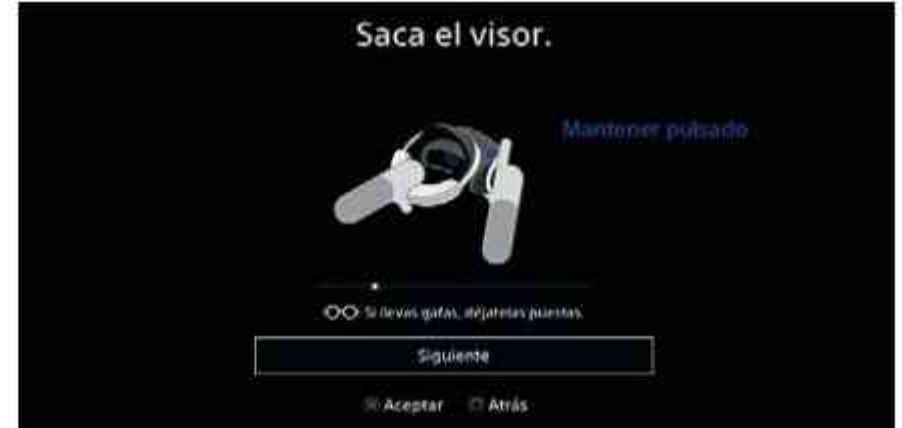 Saca el visor.
Mantener pulsado
Si llevas gafas, déjatelas puestas.
Siguiente
Aceptar Atrás